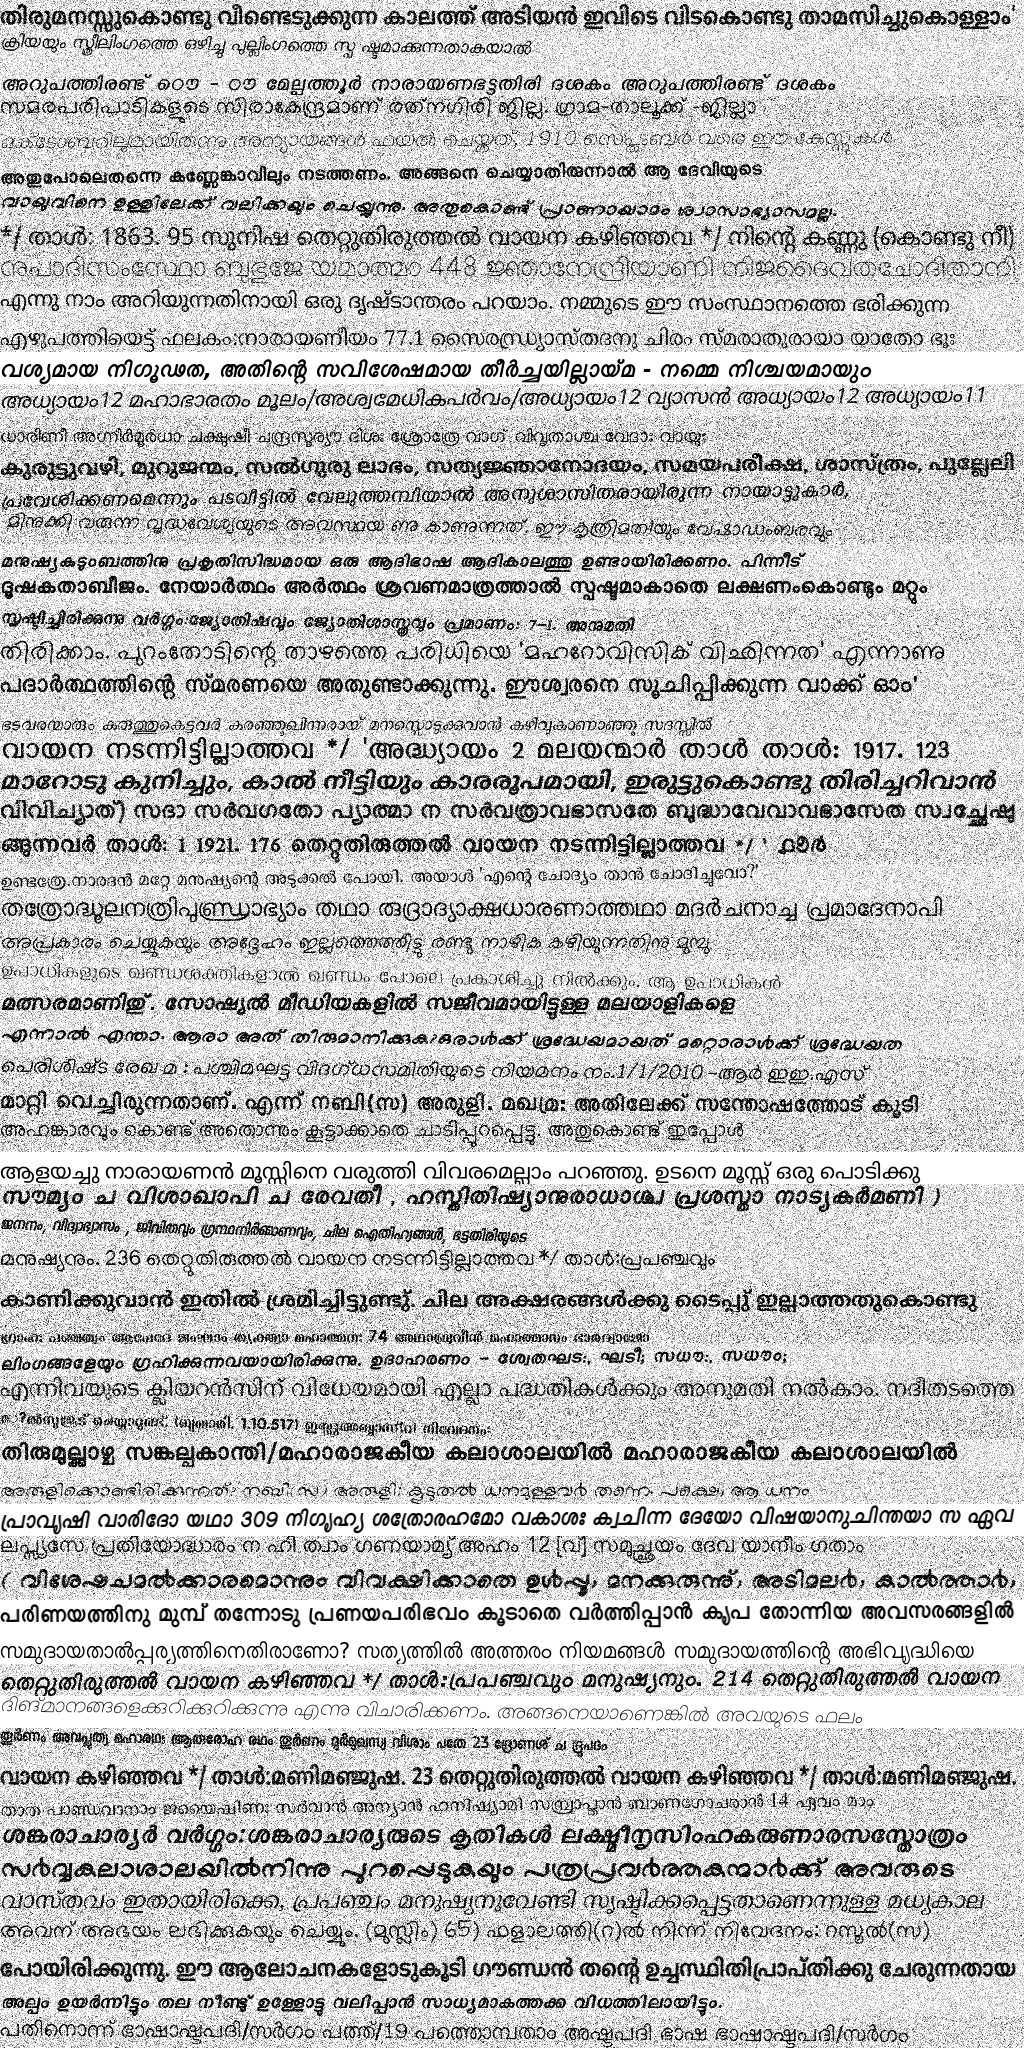 തിരുമനസ്സുകൊണ്ടു വീണ്ടെടുക്കുന്ന കാലത്ത് അടിയൻ ഇവിടെ വിടകൊണ്ടു താമസിച്ചുകൊള്ളാം'
ക്രിയയും സ്ത്രീലിംഗത്തെ ഒഴിച്ചു പുല്ലിംഗത്തെ സ്പ ഷ്ടമാക്കുന്നതാകയാൽ
അറുപത്തിരണ്ട് ഠൌ - ഠൗ മേല്പത്തൂർ നാരായണഭട്ടതിരി ദശകം അറുപത്തിരണ്ട് ദശകം
സമരപരിപാടികളുടെ സിരാകേന്ദ്രമാണ് രത്നഗിരി ജില്ല. ഗ്രാമ-താലൂക്ക് -ജില്ലാ
ഒക്ടോബറിലുമായിരുന്നു അന്യായങ്ങൾ ഫയൽ ചെയ്തത്, 1910 സെപ്തംബർ വരെ ഈ കേസുകൾ
അതുപോലെതന്നെ കണ്ണേങ്കാവിലും നടത്തണം. അങ്ങനെ ചെയ്യാതിരുന്നാൽ ആ ദേവിയുടെ
വായുവിനെ ഉള്ളിലേക്ക് വലിക്കയും ചെയ്യുന്നു. അതുകൊണ്ട് പ്രാണായാമം ശ്വാസാഭ്യാസമല്ല.
*/ താൾ: 1863. 95 സുനിഷ തെറ്റുതിരുത്തൽ വായന കഴിഞ്ഞവ */ നിന്റെ കണ്ണു (കൊണ്ടു നീ)
നുപാദിസംസ്ഥോ ബുഭുജേ യമാത്മാ 448 ജ്ഞാനേന്ദ്രിയാണി നിജദൈവതചോദിതാനി
എന്നു നാം അറിയുന്നതിനായി ഒരു ദൃഷ്ടാന്തരം പറയാം. നമ്മുടെ ഈ സംസ്ഥാനത്തെ ഭരിക്കുന്ന
എഴുപത്തിയെട്ട് ഫലകം:നാരായണീയം 77.1 സൈരന്ധ്ര്യാസ്തദനു ചിരം സ്മരാതുരായാ യാതോ ഭൂഃ
വശ്യമായ നിഗൂഢത, അതിന്റെ സവിശേഷമായ തീർച്ചയില്ലായ്മ - നമ്മെ നിശ്ചയമായും
അധ്യായം12 മഹാഭാരതം മൂലം/അശ്വമേധികപർവം/അധ്യായം12 വ്യാസൻ അധ്യായം12 അധ്യായം11
ധാരിണീ അഗ്നിർമൂർധാ ചക്ഷുഷീ ചന്ദ്രസൂര്യൗ ദിശഃ ശ്രോത്രേ വാഗ് വിവൃതാശ്ച വേദാഃ വായുഃ
കുരുട്ടുവഴി, മുറുജന്മം, സൽഗുരു ലാഭം, സത്യജ്ഞാനോദയം, സമയപരീക്ഷ, ശാസ്ത്രം, പുല്ലേലി
പ്രവേശിക്കണമെന്നും പടവീട്ടിൽ വേലുത്തമ്പിയാൽ അനുശാസിതരായിരുന്ന നായാട്ടുകാർ,
മിനുക്കി വരുന്ന വൃദ്ധവേശ്യയുടെ അവസ്ഥയ ണു കാണുന്നത്. ഈ കൃത്രിമതിയും വേഷാഡംബരവും
മനുഷ്യകുടുംബത്തിനു പ്രകൃതിസിദ്ധമായ ഒരു ആദിഭാഷ ആദികാലത്തു ഉണ്ടായിരിക്കണം. പിന്നീട്
ദൂഷകതാബീജം. നേയാർത്ഥം അർത്ഥം ശ്രവണമാത്രത്താൽ സ്പഷ്ടമാകാതെ ലക്ഷണംകൊണ്ടും മറ്റും
സൃഷ്ടിച്ചിരിക്കുന്നു വർഗ്ഗം:ജ്യോതിഷവും ജ്യോതിശാസ്ത്രവും പ്രമാണം: 7-1. അനുമതി
തിരിക്കാം. പുറംതോടിന്റെ താഴത്തെ പരിധിയെ 'മഹറോവിസിക് വിഛിന്നത' എന്നാണു
പദാർത്ഥത്തിന്റെ സ്മരണയെ അതുണ്ടാക്കുന്നു. ഈശ്വരനെ സൂചിപ്പിക്കുന്ന വാക്ക് ഓം'
ഭടവരന്മാരും കരുത്തുകെട്ടവർ കരഞ്ഞുഖിന്നരായ് മനസ്സൊടുക്കുവാൻ കഴിവുകാണാഞ്ഞു സദസ്സിൽ
വായന നടന്നിട്ടില്ലാത്തവ */ 'അദ്ധ്യായം 2 മലയന്മാർ താൾ താൾ: 1917. 123
മാറോടു കുനിച്ചും, കാൽ നീട്ടിയും കാരരൂപമായി, ഇരുട്ടുകൊണ്ടു തിരിച്ചറിവാൻ
വിവിച്യാത്) സദാ സർവഗതോ പ്യാത്മാ ന സർവത്രാവഭാസതേ ബുദ്ധാവേവാവഭാസേത സ്വച്ഛേഷു
ങ്ങുന്നവർ താൾ: 1 1921. 176 തെറ്റുതിരുത്തൽ വായന നടന്നിട്ടില്ലാത്തവ */ '
ഉണ്ടത്രേ.നാരദൻ മറ്റേ മനുഷ്യന്റെ അടുക്കൽ പോയി. അയാൾ 'എന്റെ ചോദ്യം താൻ ചോദിച്ചുവോ?'
തത്രോദ്ധൂലനത്രിപുണ്ഡ്രാഭ്യാം തഥാ രുദ്രാദ്യാക്ഷധാരണാത്തഥാ മദർചനാച്ച പ്രമാദേനാപി
അപ്രകാരം ചെയ്യുകയും അദ്ദേഹം ഇല്ലത്തെത്തീട്ടു രണ്ടു നാഴിക കഴിയുന്നതിനു മുമ്പു
ഉപാധികളുടെ ഖണ്ഡശക്തികളാൽ ഖണ്ഡം പോലെ പ്രകാശിച്ചു നിൽക്കും. ആ ഉപാധികൾ
മത്സരമാണിത്. സോഷ്യൽ മീഡിയകളിൽ സജീവമായിട്ടുള്ള മലയാളികളെ
എന്നാൽ എന്താ. ആരാ അത് തിരുമാനിക്കുക?ഒരാൾക്ക് ശ്രദ്ധേയമായത് മറ്റൊരാൾക്ക് ശ്രദ്ധേയത
പെരിശിഷ്ട രേഖ മ : പശ്ചിമഘട്ട വിദഗ്ധസമിതിയുടെ നിയമനം നം.1/1/2010 -ആർ ഇഇ.എസ്
മാറ്റി വെച്ചിരുന്നതാണ്. എന്ന് നബി(സ) അരുളി. മഖ്മ്ര: അതിലേക്ക് സന്തോഷത്തോട് കൂടി
അഹങ്കാരവും കൊണ്ട് അതൊന്നും കൂട്ടാക്കാതെ ചാടിപ്പുറപ്പെട്ടു. അതുകൊണ്ട് ഇപ്പോൾ
ആളയച്ചു നാരായണൻ മൂസ്സിനെ വരുത്തി വിവരമെല്ലാം പറഞ്ഞു. ഉടനെ മൂസ്സ് ഒരു പൊടിക്കു
സൗമ്യം ച വിശാഖാപി ച രേവതീ , ഹസ്തിതിഷ്യാനുരാധാശ്ച പ്രശസ്താ നാട്യകർമണി )
ജനനം, വിദ്യാഭ്യാസം , ജീവിതവും ഗ്രന്ഥനിർമ്മാണവും, ചില ഐതിഹ്യങ്ങൾ, ഭട്ടതിരിയുടെ
മനുഷ്യനും. 236 തെറ്റുതിരുത്തൽ വായന നടന്നിട്ടില്ലാത്തവ */ താൾ:പ്രപഞ്ചവും
കാണിക്കുവാൻ ഇതിൽ ശ്രമിച്ചിട്ടുണ്ടു്. ചില അക്ഷരങ്ങൾക്കു ടൈപ്പു് ഇല്ലാത്തതുകൊണ്ടു
മഹാത്മനഃ 74 അഥാബ്രവീൻ മഹാത്മാനം ഭാരദ്വാജോ
ലിംഗങ്ങളേയും ഗ്രഹിക്കുന്നവയായിരിക്കുന്നു. ഉദാഹരണം - ശ്വേതഘടഃ, ഘടീ; സധൗഃ, സധൗം;
എന്നിവയുടെ ക്ലിയറൻസിന് വിധേയമായി എല്ലാ പദ്ധതികൾക്കും അനുമതി നൽകാം. നദീതടത്തെ
ചെയ്യാറുണ്ട്. (ബുഖാരി. 1.10.517) നിവേദനം:
തിരുമുല്ലാഴ്ച സങ്കല്പകാന്തി/മഹാരാജകീയ കലാശാലയിൽ മഹാരാജകീയ കലാശാലയിൽ
അരുളിക്കൊണ്ടിരിക്കുന്നത്? നബി(സ) അരുളി: കൂടുതൽ ധനമുള്ളവർ തന്നെ. പക്ഷെ, ആ ധനം
പ്രാവൃഷി വാരിദോ യഥാ 309 നിഗൃഹ്യ ശത്രോരഹമോ വകാശഃ ക്വചിന്ന ദേയോ വിഷയാനുചിന്തയാ സ ഏവ
ലപ്സ്യസേ പ്രതിയോദ്ധാരം ന ഹീ ത്വാം ഗണയാമ്യ് അഹം 12 [വ്] സമുച്ഛ്രയം ദേവ യാനീം ഗതാം
( വിശേഷചമൽക്കാരമൊന്നും വിവക്ഷിക്കാതെ ഉൾപ്പൂ, മനക്കുരുന്ന്, അടിമലർ, കാൽത്താർ,
പരിണയത്തിനു മുമ്പ് തന്നോടു പ്രണയപരിഭവം കൂടാതെ വർത്തിപ്പാൻ കൃപ തോന്നിയ അവസരങ്ങളിൽ
സമുദായതാൽപ്പര്യത്തിനെതിരാണോ? സത്യത്തിൽ അത്തരം നിയമങ്ങൾ സമുദായത്തിന്റെ അഭിവൃദ്ധിയെ
തെറ്റുതിരുത്തൽ വായന കഴിഞ്ഞവ */ താൾ:പ്രപഞ്ചവും മനുഷ്യനും. 214 തെറ്റുതിരുത്തൽ വായന
ദിങ്മാനങ്ങളെക്കുറിക്കുറിക്കുന്നു എന്നു വിചാരിക്കണം. അങ്ങനെയാണെങ്കിൽ അവയുടെ ഫലം
തൂർണം അവപ്ലുത്യ മഹാരഥഃ ആരുരോഹ രഥം തൂർണം ദുർമുഖസ്യ വിശാം പതേ 23 ദ്രോണശ് ച ദ്രുപദം
വായന കഴിഞ്ഞവ */ താൾ:മണിമഞ്ജുഷ. 23 തെറ്റുതിരുത്തൽ വായന കഴിഞ്ഞവ */ താൾ:മണിമഞ്ജുഷ.
താത പാണ്ഡവദനാം ജയൈഷിണഃ സർവാൻ അന്യാൻ ഹനിഷ്യാമി സമ്പ്രാപ്താൻ ബാണഗോചരാൻ 14 ഏവം മാം
ശങ്കരാചാര്യർ വർഗ്ഗം:ശങ്കരാചാര്യരുടെ കൃതികൾ ലക്ഷ്മീനൃസിംഹകരുണാരസസ്തോത്രം
സർവ്വകലാശാലയിൽനിന്നു പുറപ്പെടുകയും പത്രപ്രവർത്തകന്മാർക്കു് അവരുടെ
വാസ്തവം ഇതായിരിക്കെ, പ്രപഞ്ചം മനുഷ്യനുവേണ്ടി സൃഷ്ടിക്കപ്പെട്ടതാണെന്നുള്ള മധ്യകാല
അവന് അഭയം ലഭിക്കുകയും ചെയ്യും. (മുസ്ലിം) 65) ഫളാലത്തി(റ)ൽ നിന്ന് നിവേദനം: റസൂൽ(സ)
പോയിരിക്കുന്നു. ഈ ആലോചനകളോടുകൂടി ഗൗണ്ഡൻ തന്റെ ഉച്ചസ്ഥിതിപ്രാപ്തിക്കു ചേരുന്നതായ
അല്പം ഉയർന്നിട്ടും തല നീണ്ടു് ഉള്ളോട്ടു വലിപ്പാൻ സാധ്യമാകത്തക്ക വിധത്തിലായിട്ടും.
പതിനൊന്ന് ഭാഷാഷ്ടപദി/സർഗം പത്ത്/19 പത്തൊമ്പതാം അഷ്ടപദി ഭാഷ ഭാഷാഷ്ടപദി/സർഗം